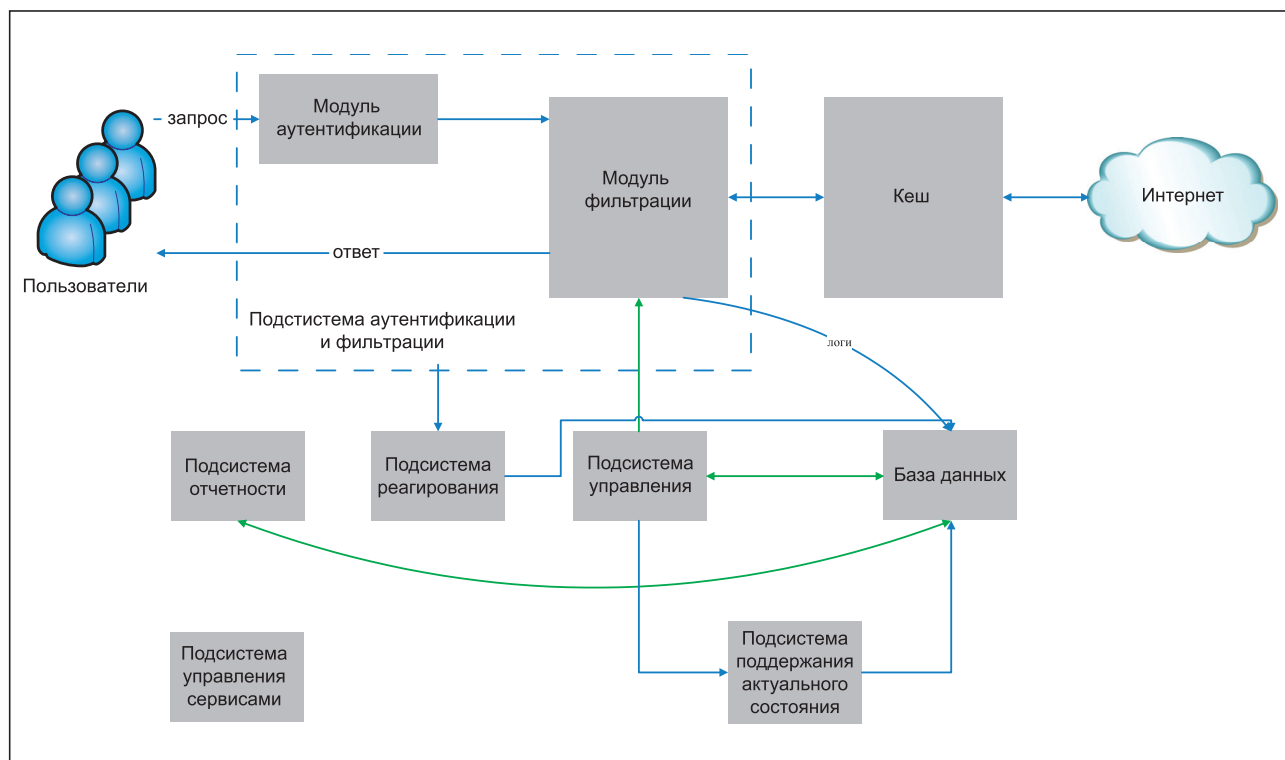 запрос
Модуль
аутентификации
Модуль
фильтрации
Кеш
Интернет
ответ
Пользователи
Подстистема аутентификации
и фильтрации
логи
Подсистема
отчетности
Подсистема
реагирования
Подсистема
управления
База данных
Подсистема
управления
сервисами
Подсистема
поддержания
актуального
состояния